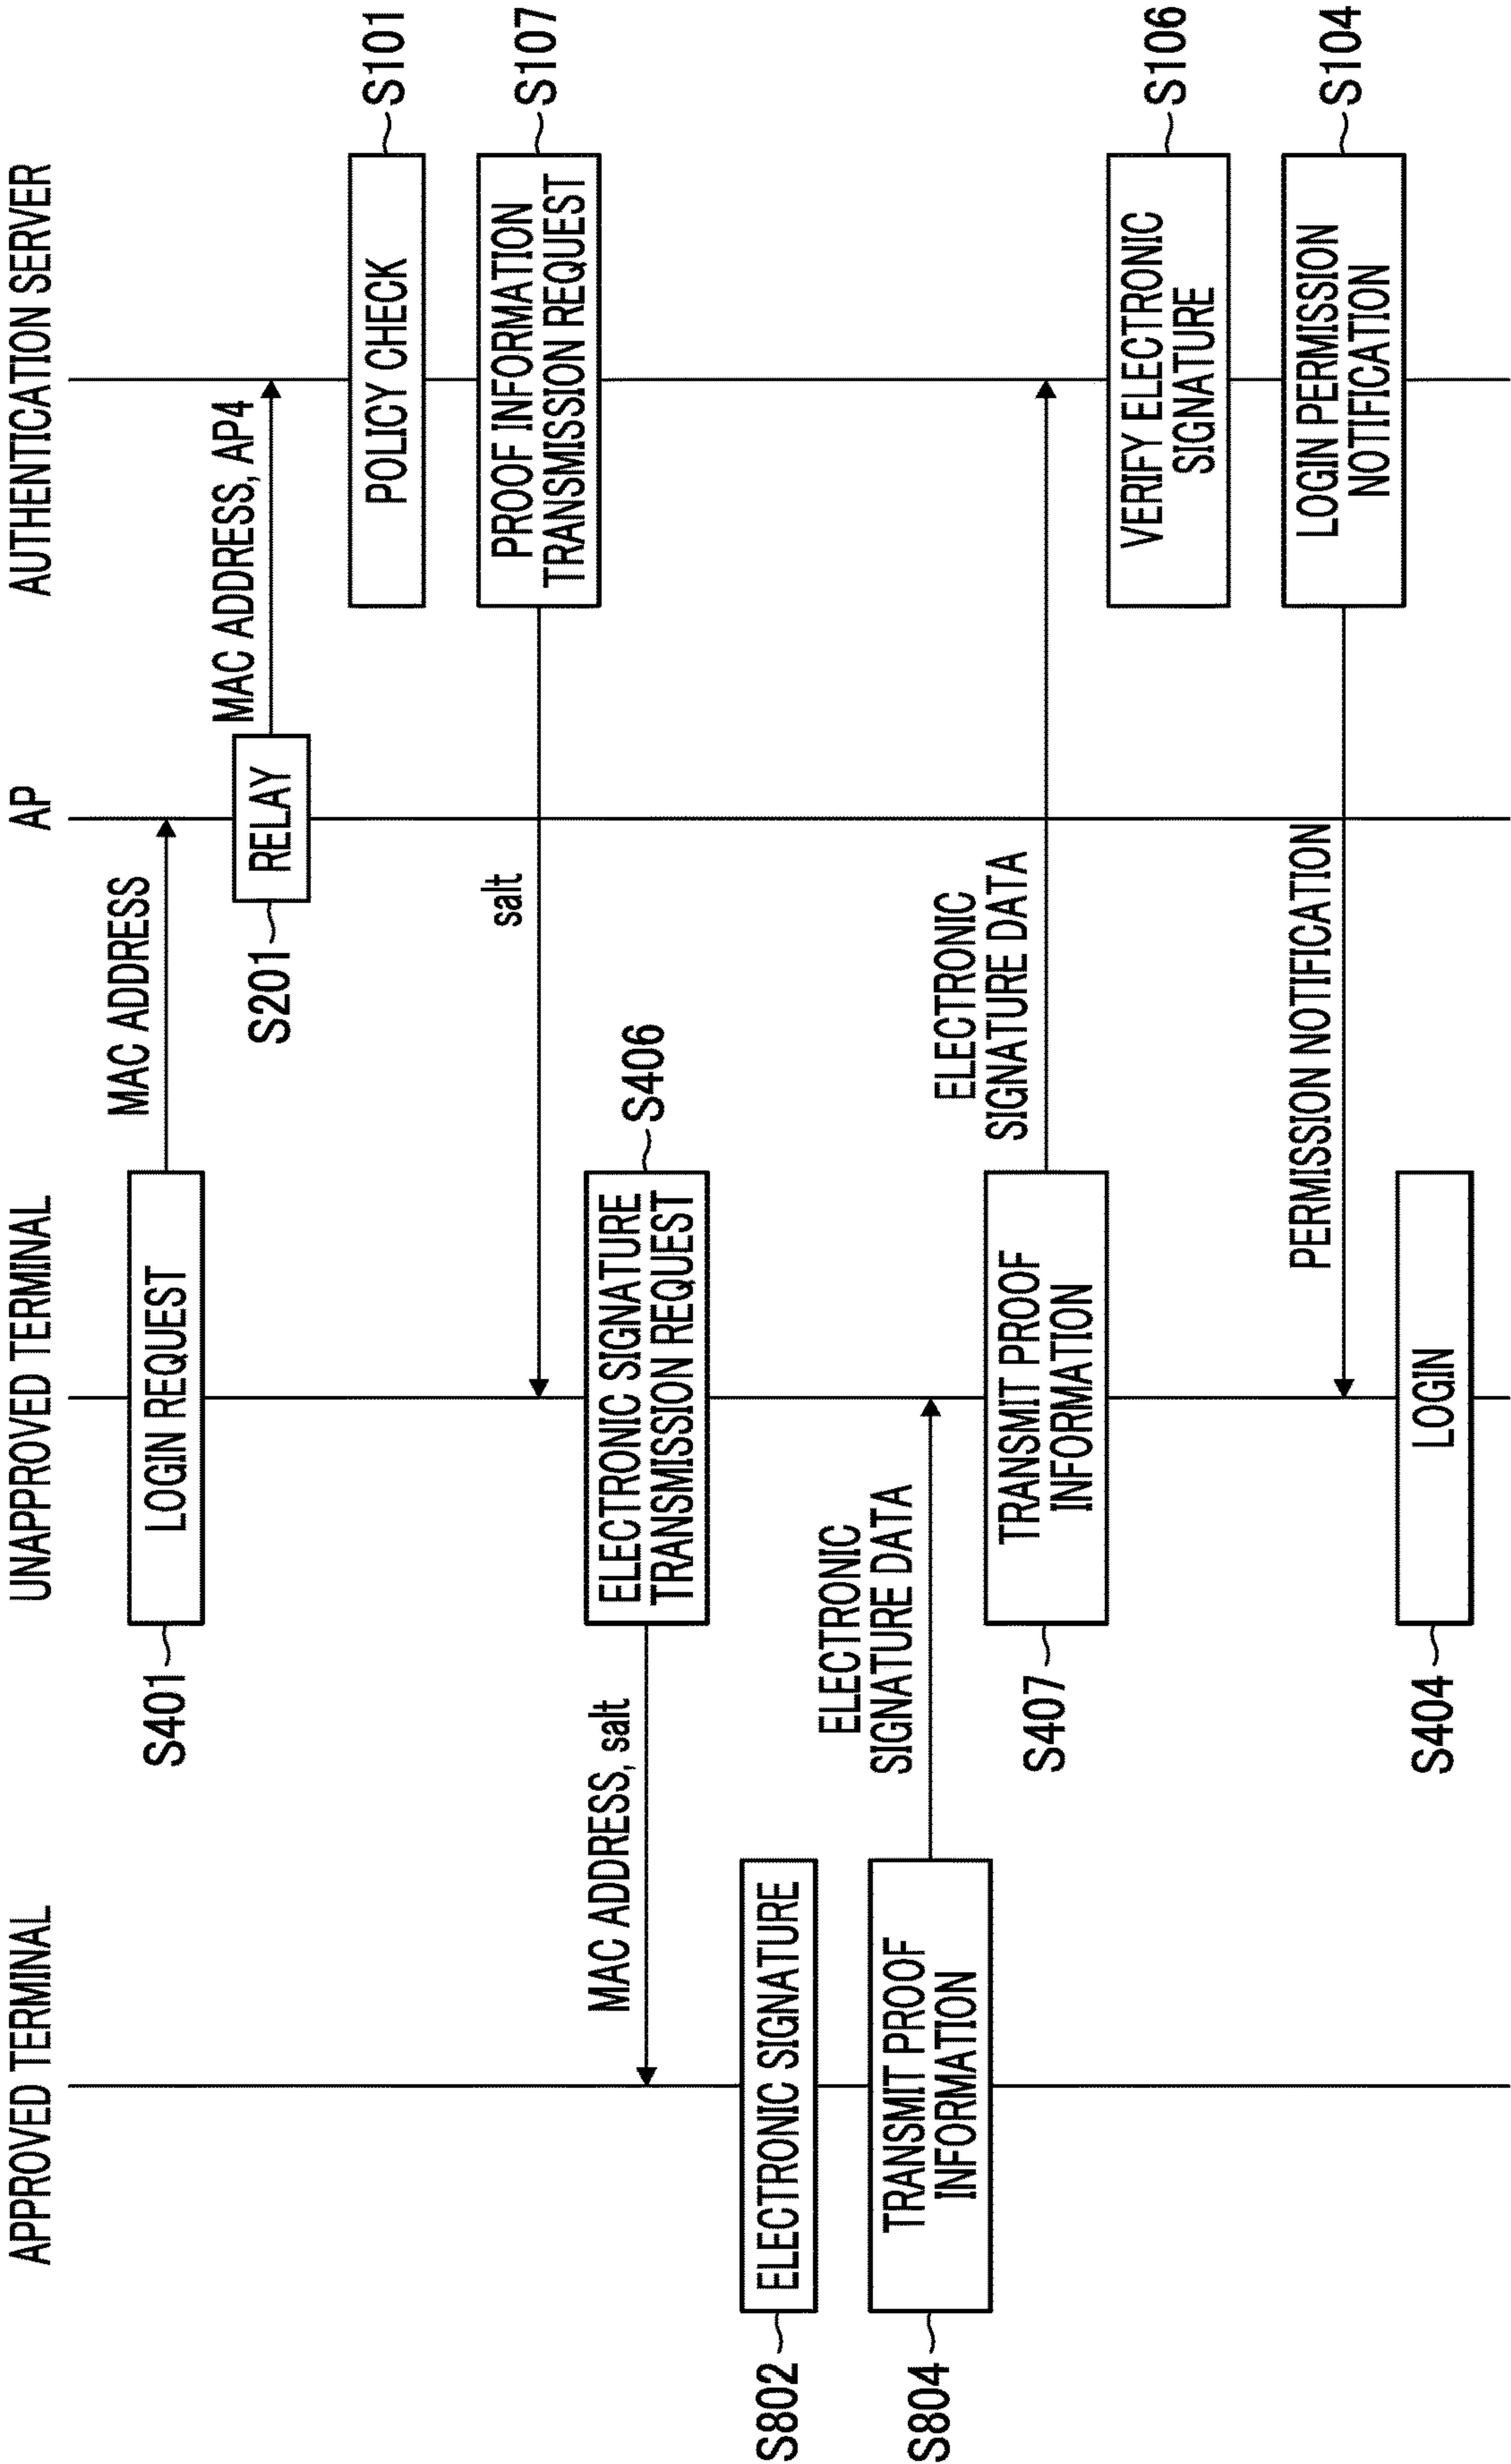 APPROVED TERMINAL
UNAPPROVED TERMINAL
AP
AUTHENTICATION SERVER
S401
LOGIN REQUEST
MAC ADDRESS
S201
RELAY
MAC ADDRESS, AP4
POLICY CHECK
S101
PROOF INFORMATION
TRANSMISSION REQUEST
S107
salt
ELECTRONIC SIGNATURE
TRANSMISSION REQUEST
S406
MAC ADDRESS, salt
S802
ELECTRONIC SIGNATURE
S804
TRANSMIT PROOF
INFORMATION
ELECTRONIC
SIGNATURE DATA
S407
TRANSMIT PROOF
INFORMATION
ELECTRONIC
SIGNATURE DATA
VERIFY ELECTRONIC
SIGNATURE
S106
LOGIN PERMISSION
NOTIFICATION
S104
PERMISSION NOTIFICATION
S404
LOGIN